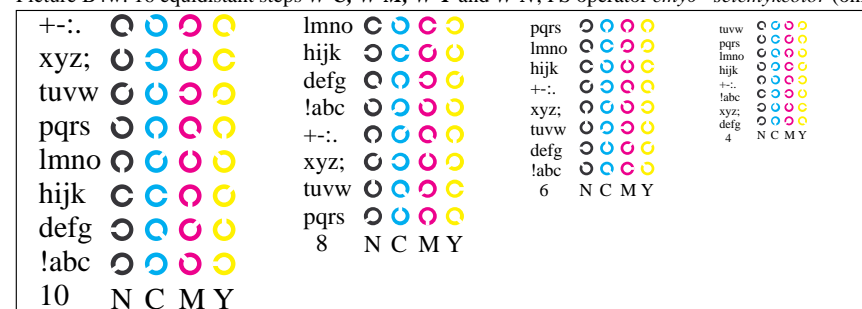 +-:.
xyz;
tuvw
pqrs
lmno
hijk
defg
!abc
10 N C M Y
lmno
hijk
defg
!abc
+-:.
xyz;
tuvw
pqrs
8 N C M Y
pqrs
lmno
hijk
+-:.
xyz;
tuvw
defg
!abc
6 N C M Y
tuvw
pqrs
lmno
hijk
+-:.
!abc
xyz;
defg
4 N C M Y